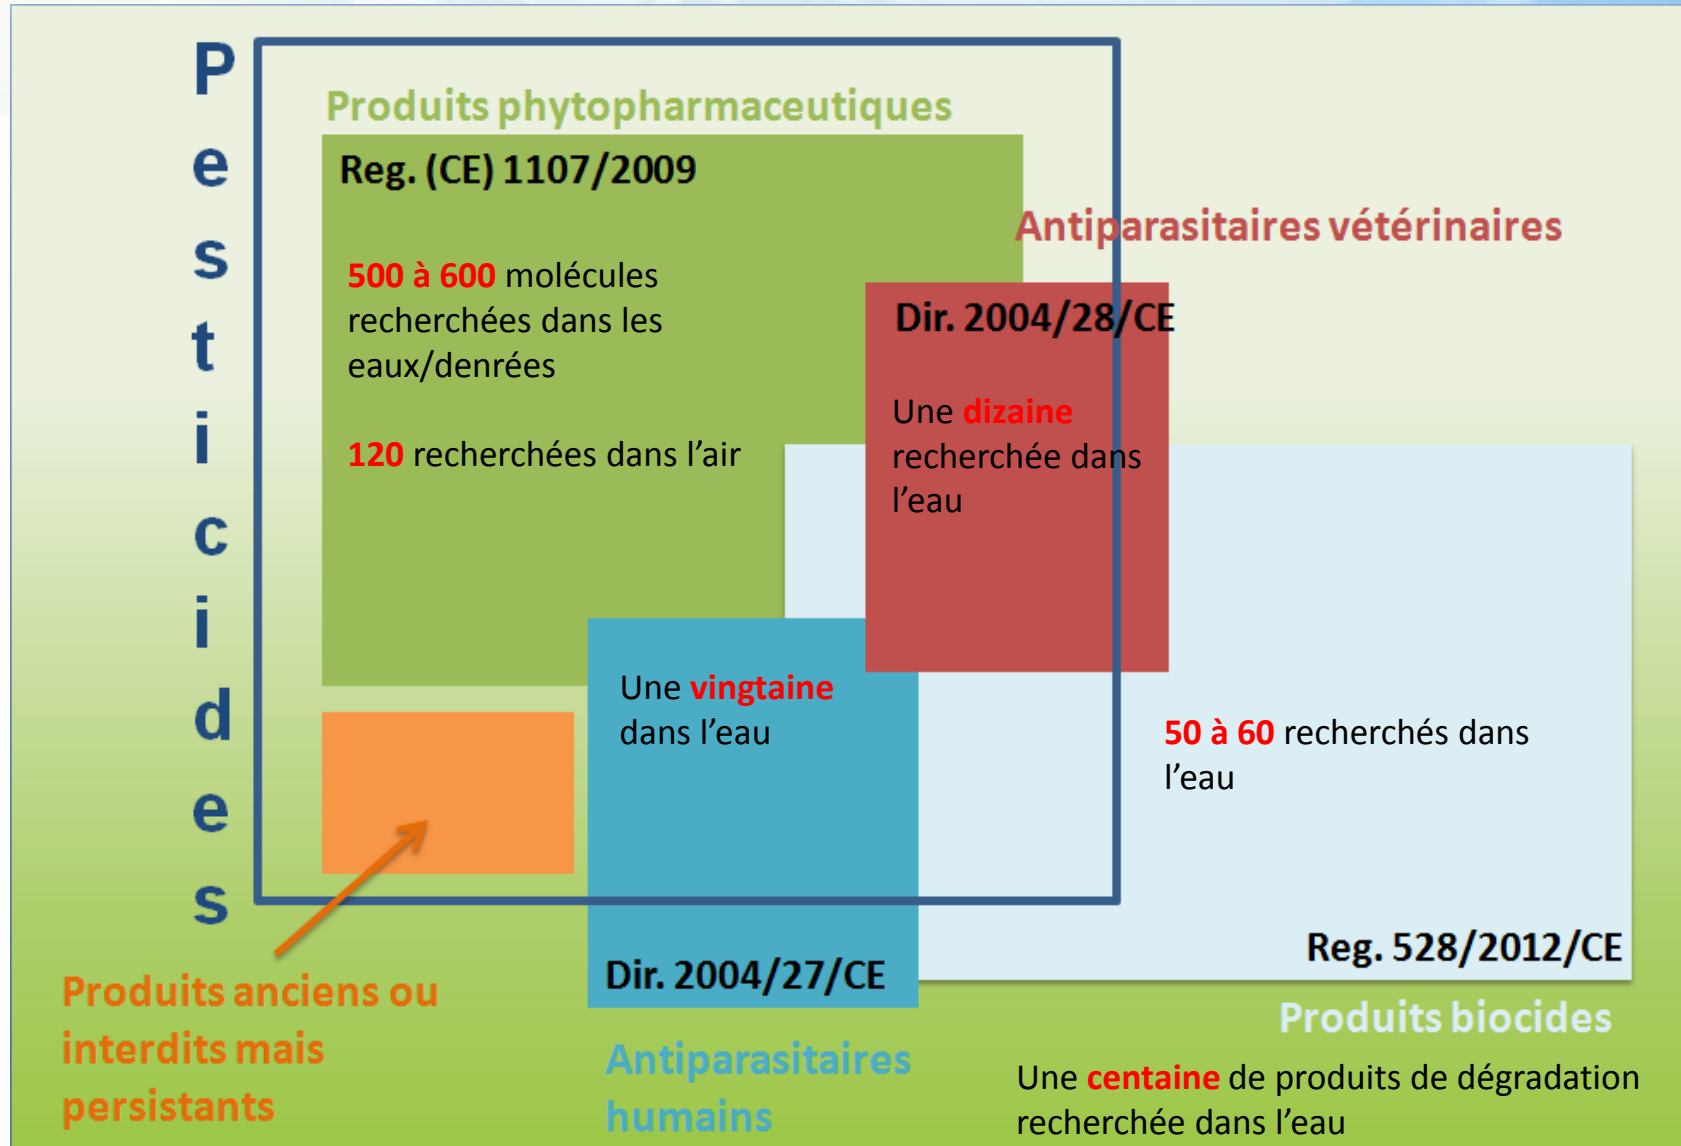 Pesticides
Produits phytopharmaceutiques
Reg. (CE) 1107/2009
500 à 600 molécules
recherchées dans les
eaux/denrées
120 recherchées dans l’air
Antiparasitaires vétérinaires
Dir. 2004/28/CE
Une dizaine
recherchée dans
l’eau
Une vingtaine
dans l’eau
50 à 60 recherchés dans
l’eau
Reg. 528/2012/CE
Dir. 2004/27/CE
Produits anciens ou
interdits mais
persistants
Antiparasitaires
humains
Produits biocides
Une centaine de produits de dégradation
recherchée dans l’eau